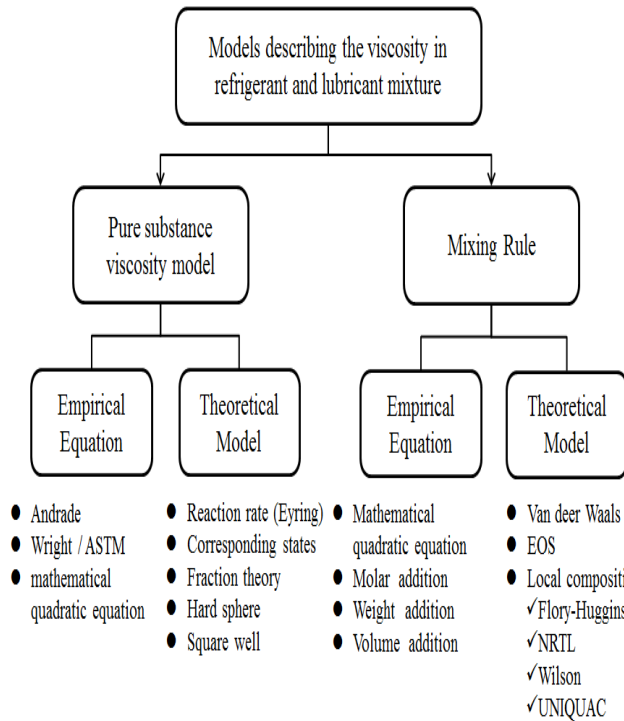 Models describing the viscosity in
refrigerant and lubricant mixture
Pure substance
viscosity model
Mixing Rule
Empirical
Equation
Theoretical
Model
Empirical
Equation
Theoretical
Model
● Andrade
● Wright / ASTM
● mathematical
quadratic equation
● Reaction rate (Eyring)
● Corresponding states
● Fraction theory
● Hard sphere
● Square well
● Mathematical
quadratic equation
● Molar addition
● Weight addition
● Volume addition
● Van deer Waals
● EOS
● Local compositi
✓Flory-Huggins
✓NRTL
✓Wilson
✓UNIQUAC